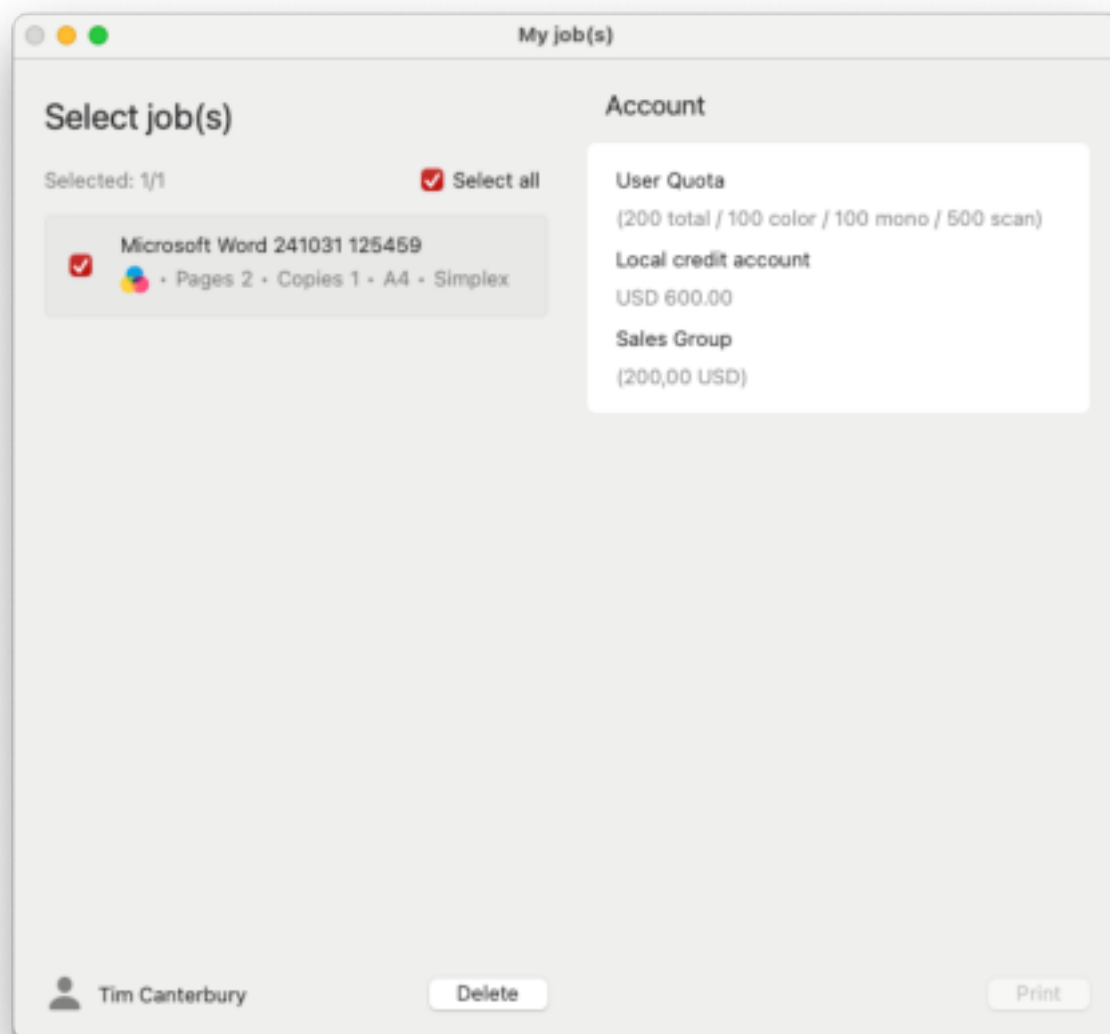 My job(s)
Select job(s)
Selected: 1/1
Select all
Microsoft Word 241031 125459
• Pages 2 • Copies 1 • A4 • Simplex
Account
User Quota
(200 total / 100 color / 100 mono / 500 scan)
Local credit account
USD 600.00
Sales Group
(200,00 USD)
Tim Canterbury
Delete
Print